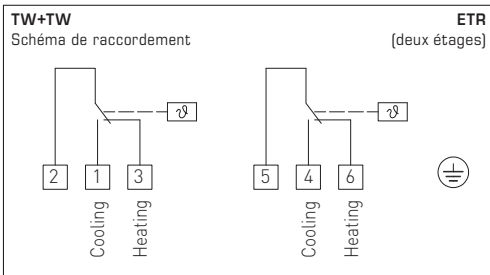 TW+TW ETR
Schéma de raccordement (deux étages)
ϑ ϑ
2 1 3 5 4 6
Cooling Heating Cooling Heating